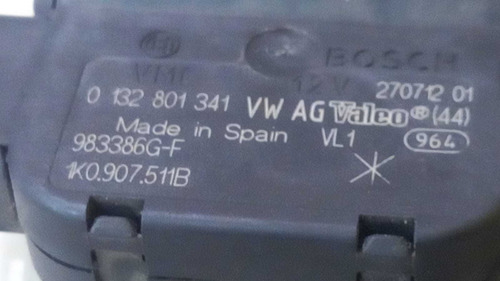 BOSCH
VMI 12V 270712 01
0 132 801 341 VW AG Valeo® (44)
Made in Spain VL1 964
983386G-F
1K0.907.511B